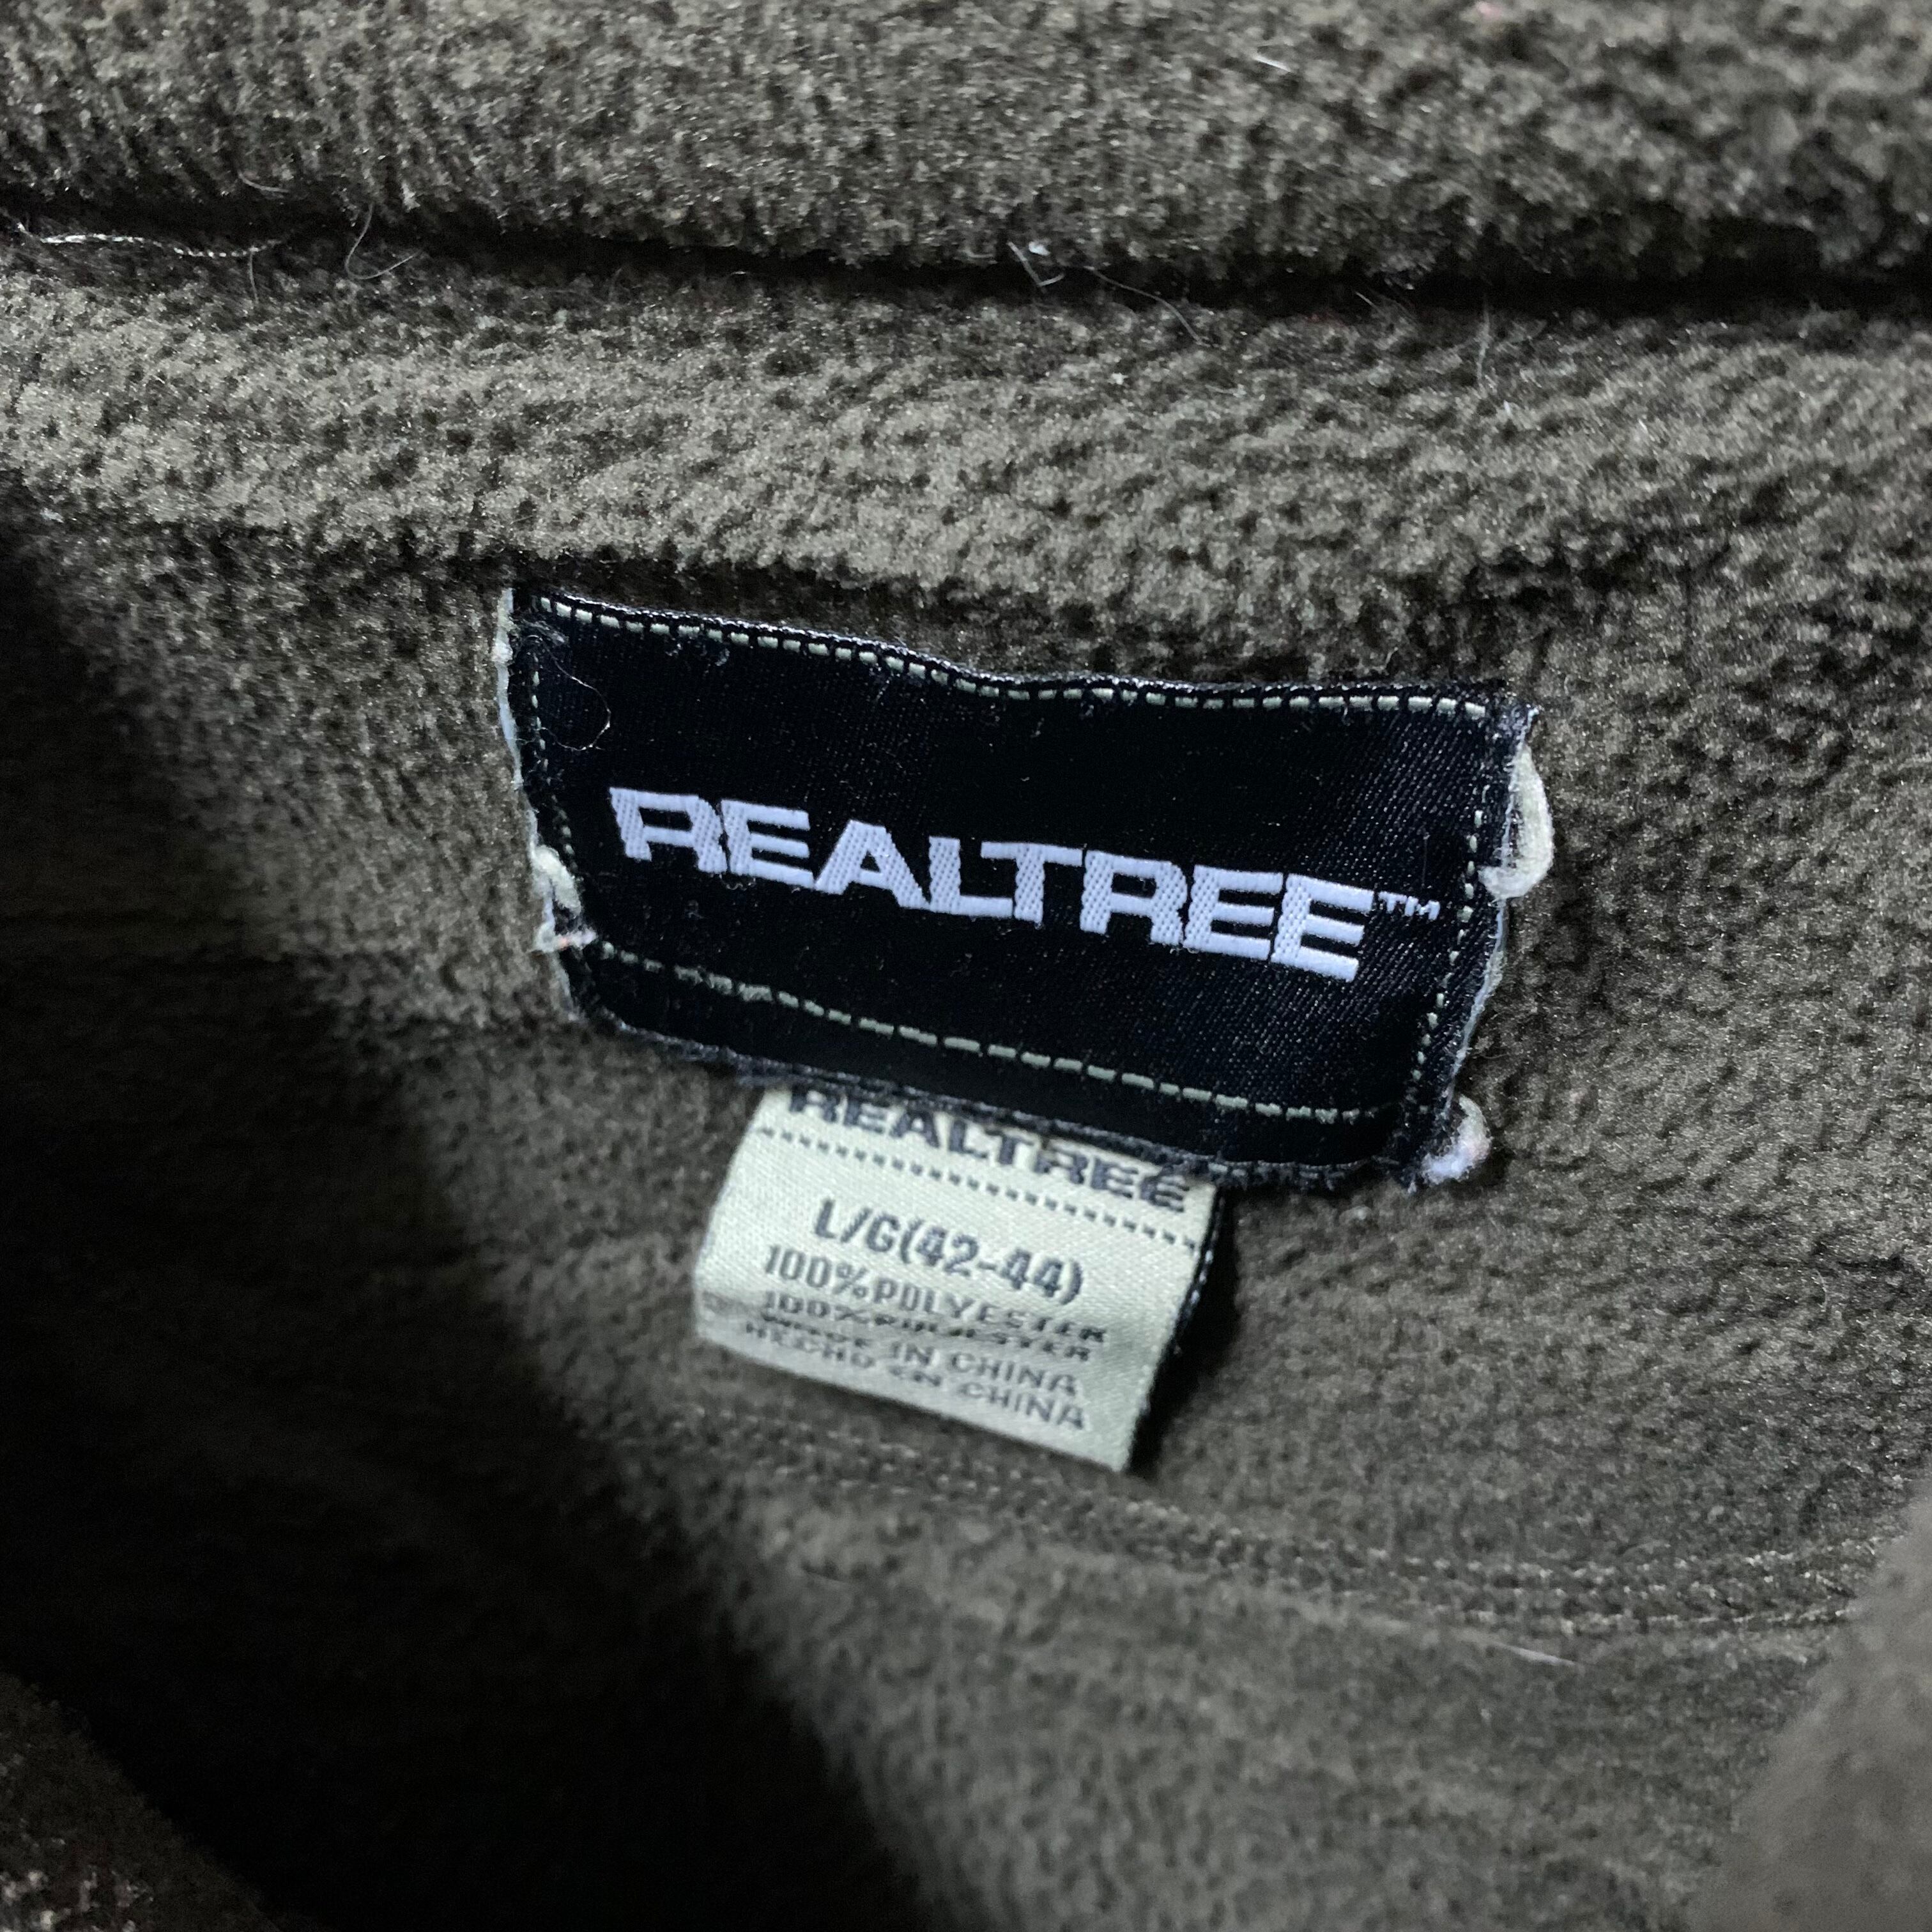 REALTREE™
REALTREE
L/G(42-44)
100%POLYESTER
100%POLIESTER
MADE IN CHINA
HECHO EN CHINA